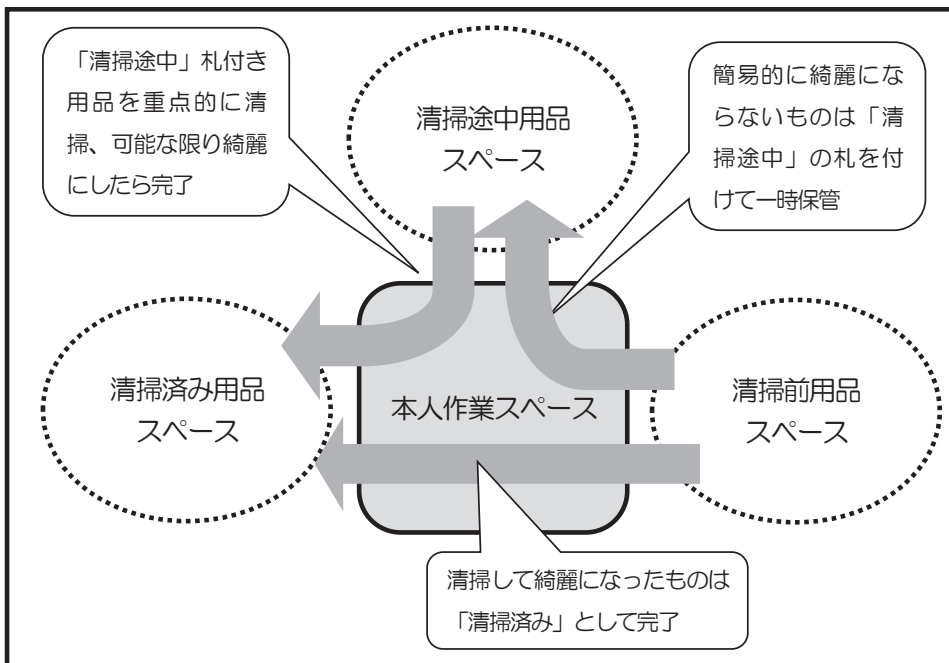 「清掃途中」札付き
用品を重点的に清
掃、可能な限り綺麗
にしたら完了
清掃途中用品
スペース
簡易的に綺麗にな
らないものは「清
掃途中」の札を付
けて一時保管
清掃済み用品
スペース
本人作業スペース
清掃前用品
スペース
清掃して綺麗になったものは
「清掃済み」として完了